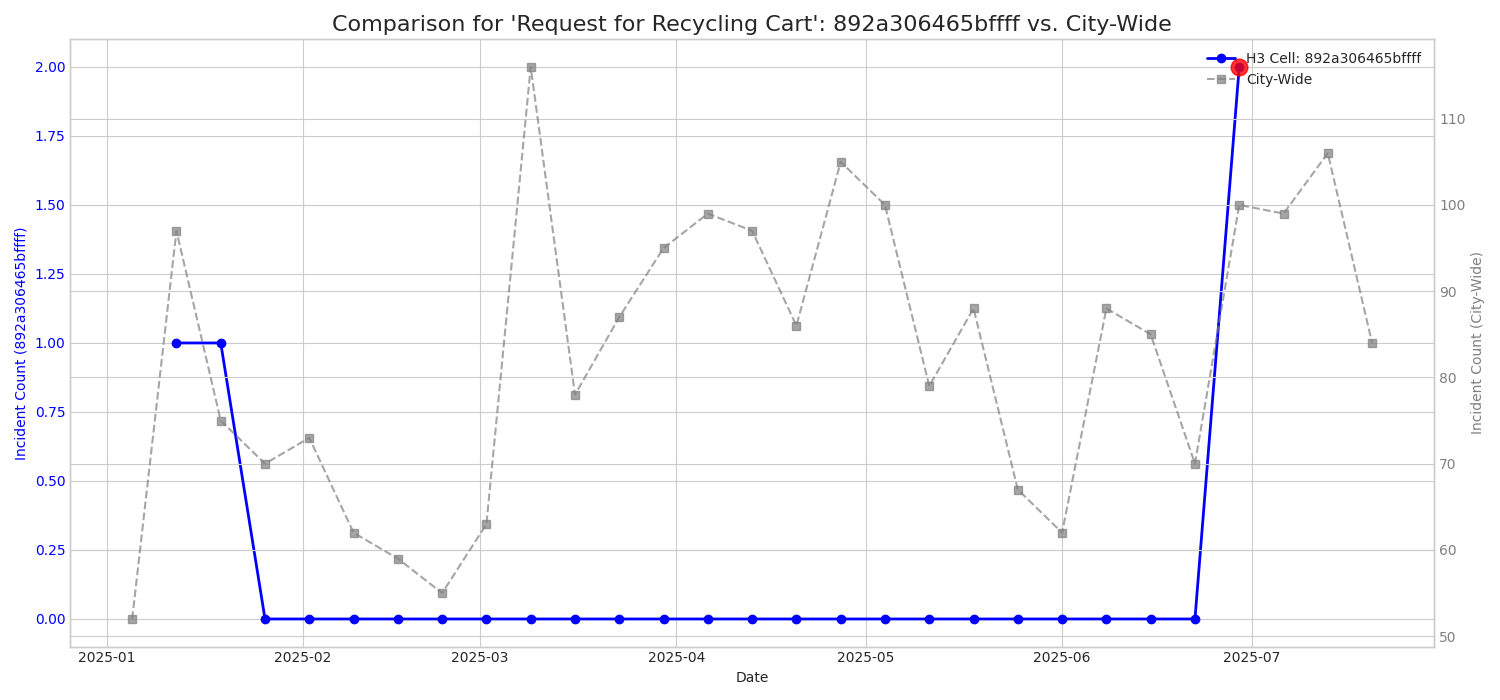 Comparison for 'Request for Recycling Cart': 892a306465bffff vs. City-Wide
H3 Cell: 892a306465bffff
City-Wide
2.00
1.75
1.50
1.25
1.00
0.75
0.50
0.25
0.00
Incident Count (892a306465bffff)
110
100
90
80
70
60
50
Incident Count (City-Wide)
2025-01 2025-02 2025-03 2025-04 2025-05 2025-06 2025-07
Date